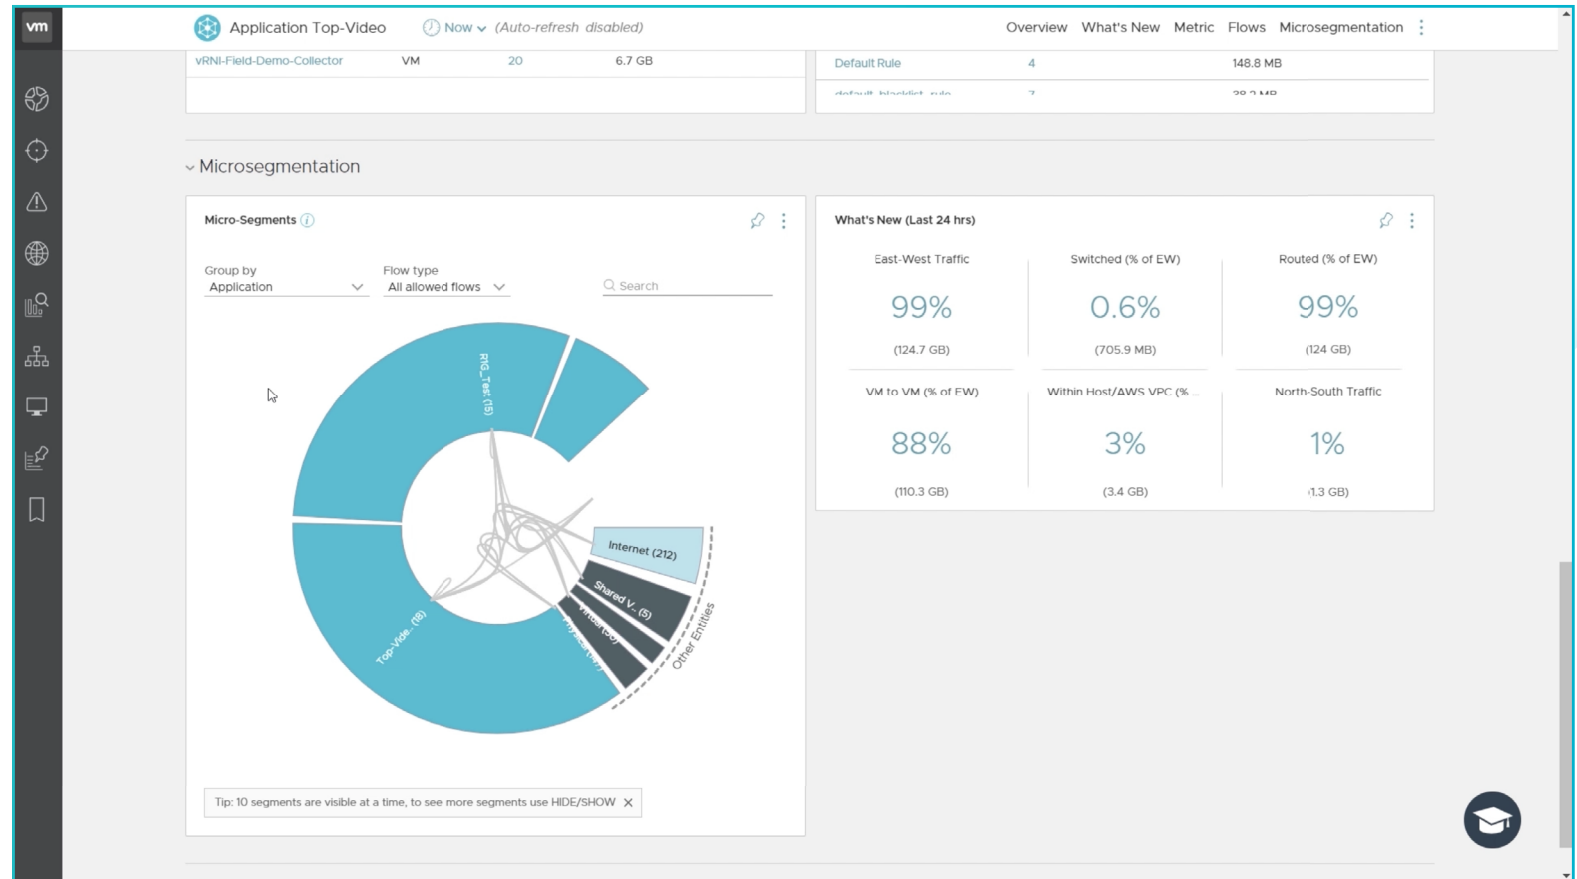 vm
Application Top-Video
Now (Auto-refresh disabled)
Overview What's New Metric Flows Microsegmentation
vRNI-Field-Demo-Collector VM 20 6.7 GB
Default Rule 4 148.8 MB
default_blacklist_rule 7 38.2 MB
Microsegmentation
Micro-Segments i
Group by
Application
Flow type
All allowed flows
Search
R1G_Test (15)
Top-Vide.. (18)
Internet (212)
Shared V.. (5)
Other Entities
Tip: 10 segments are visible at a time, to see more segments use HIDE/SHOW
What's New (Last 24 hrs)
East-West Traffic Switched (% of EW) Routed (% of EW)
99% 0.6% 99%
(124.7 GB) (705.9 MB) (124 GB)
VM to VM (% of EW) Within Host/AWS VPC (% ... North-South Traffic
88% 3% 1%
(110.3 GB) (3.4 GB) (1.3 GB)